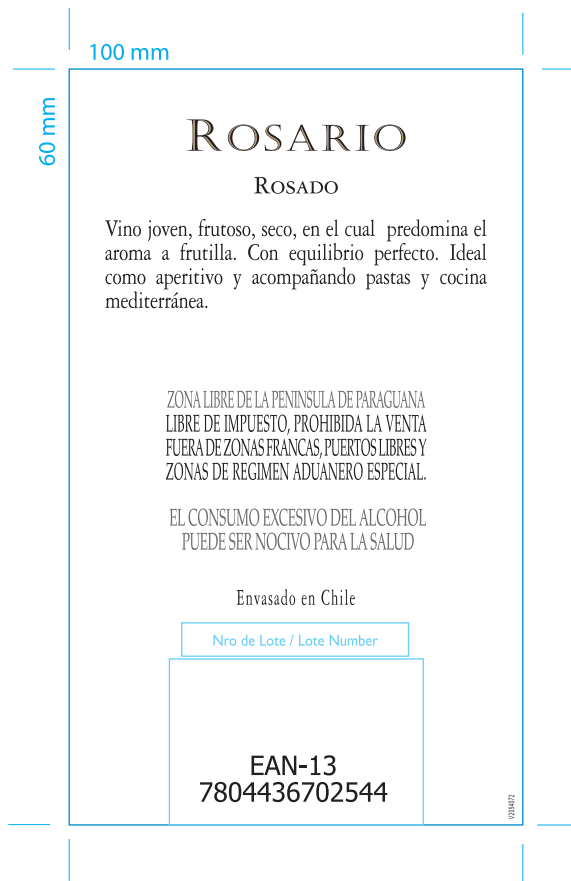 100 mm
60 mm
ROSARIO
ROSADO
Vino joven, frutoso, seco, en el cual predomina el
aroma a frutilla. Con equilibrio perfecto. Ideal
como aperitivo y acompañando pastas y cocina
mediterránea.
ZONA LIBRE DE LA PENINSULA DE PARAGUANA
LIBRE DE IMPUESTO, PROHIBIDA LA VENTA
FUERA DE ZONAS FRANCAS, PUERTOS LIBRES Y
ZONAS DE REGIMEN ADUANERO ESPECIAL.
EL CONSUMO EXCESIVO DEL ALCOHOL
PUEDE SER NOCIVO PARA LA SALUD
Envasado en Chile
Nro de Lote / Lote Number
EAN-13
7804436702544
V2054072